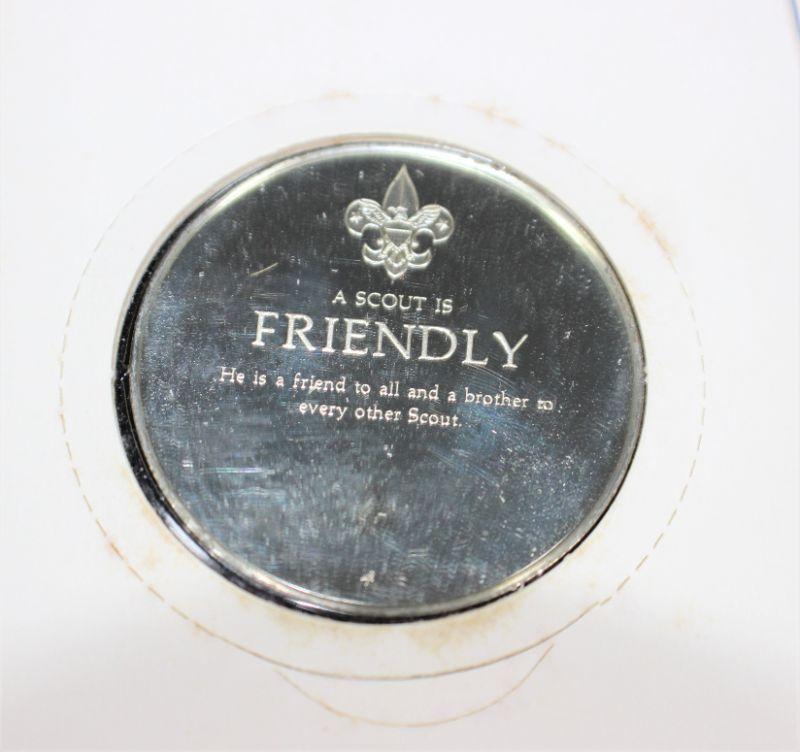 A SCOUT IS
FRIENDLY
He is a friend to all and a brother to
every other Scout.